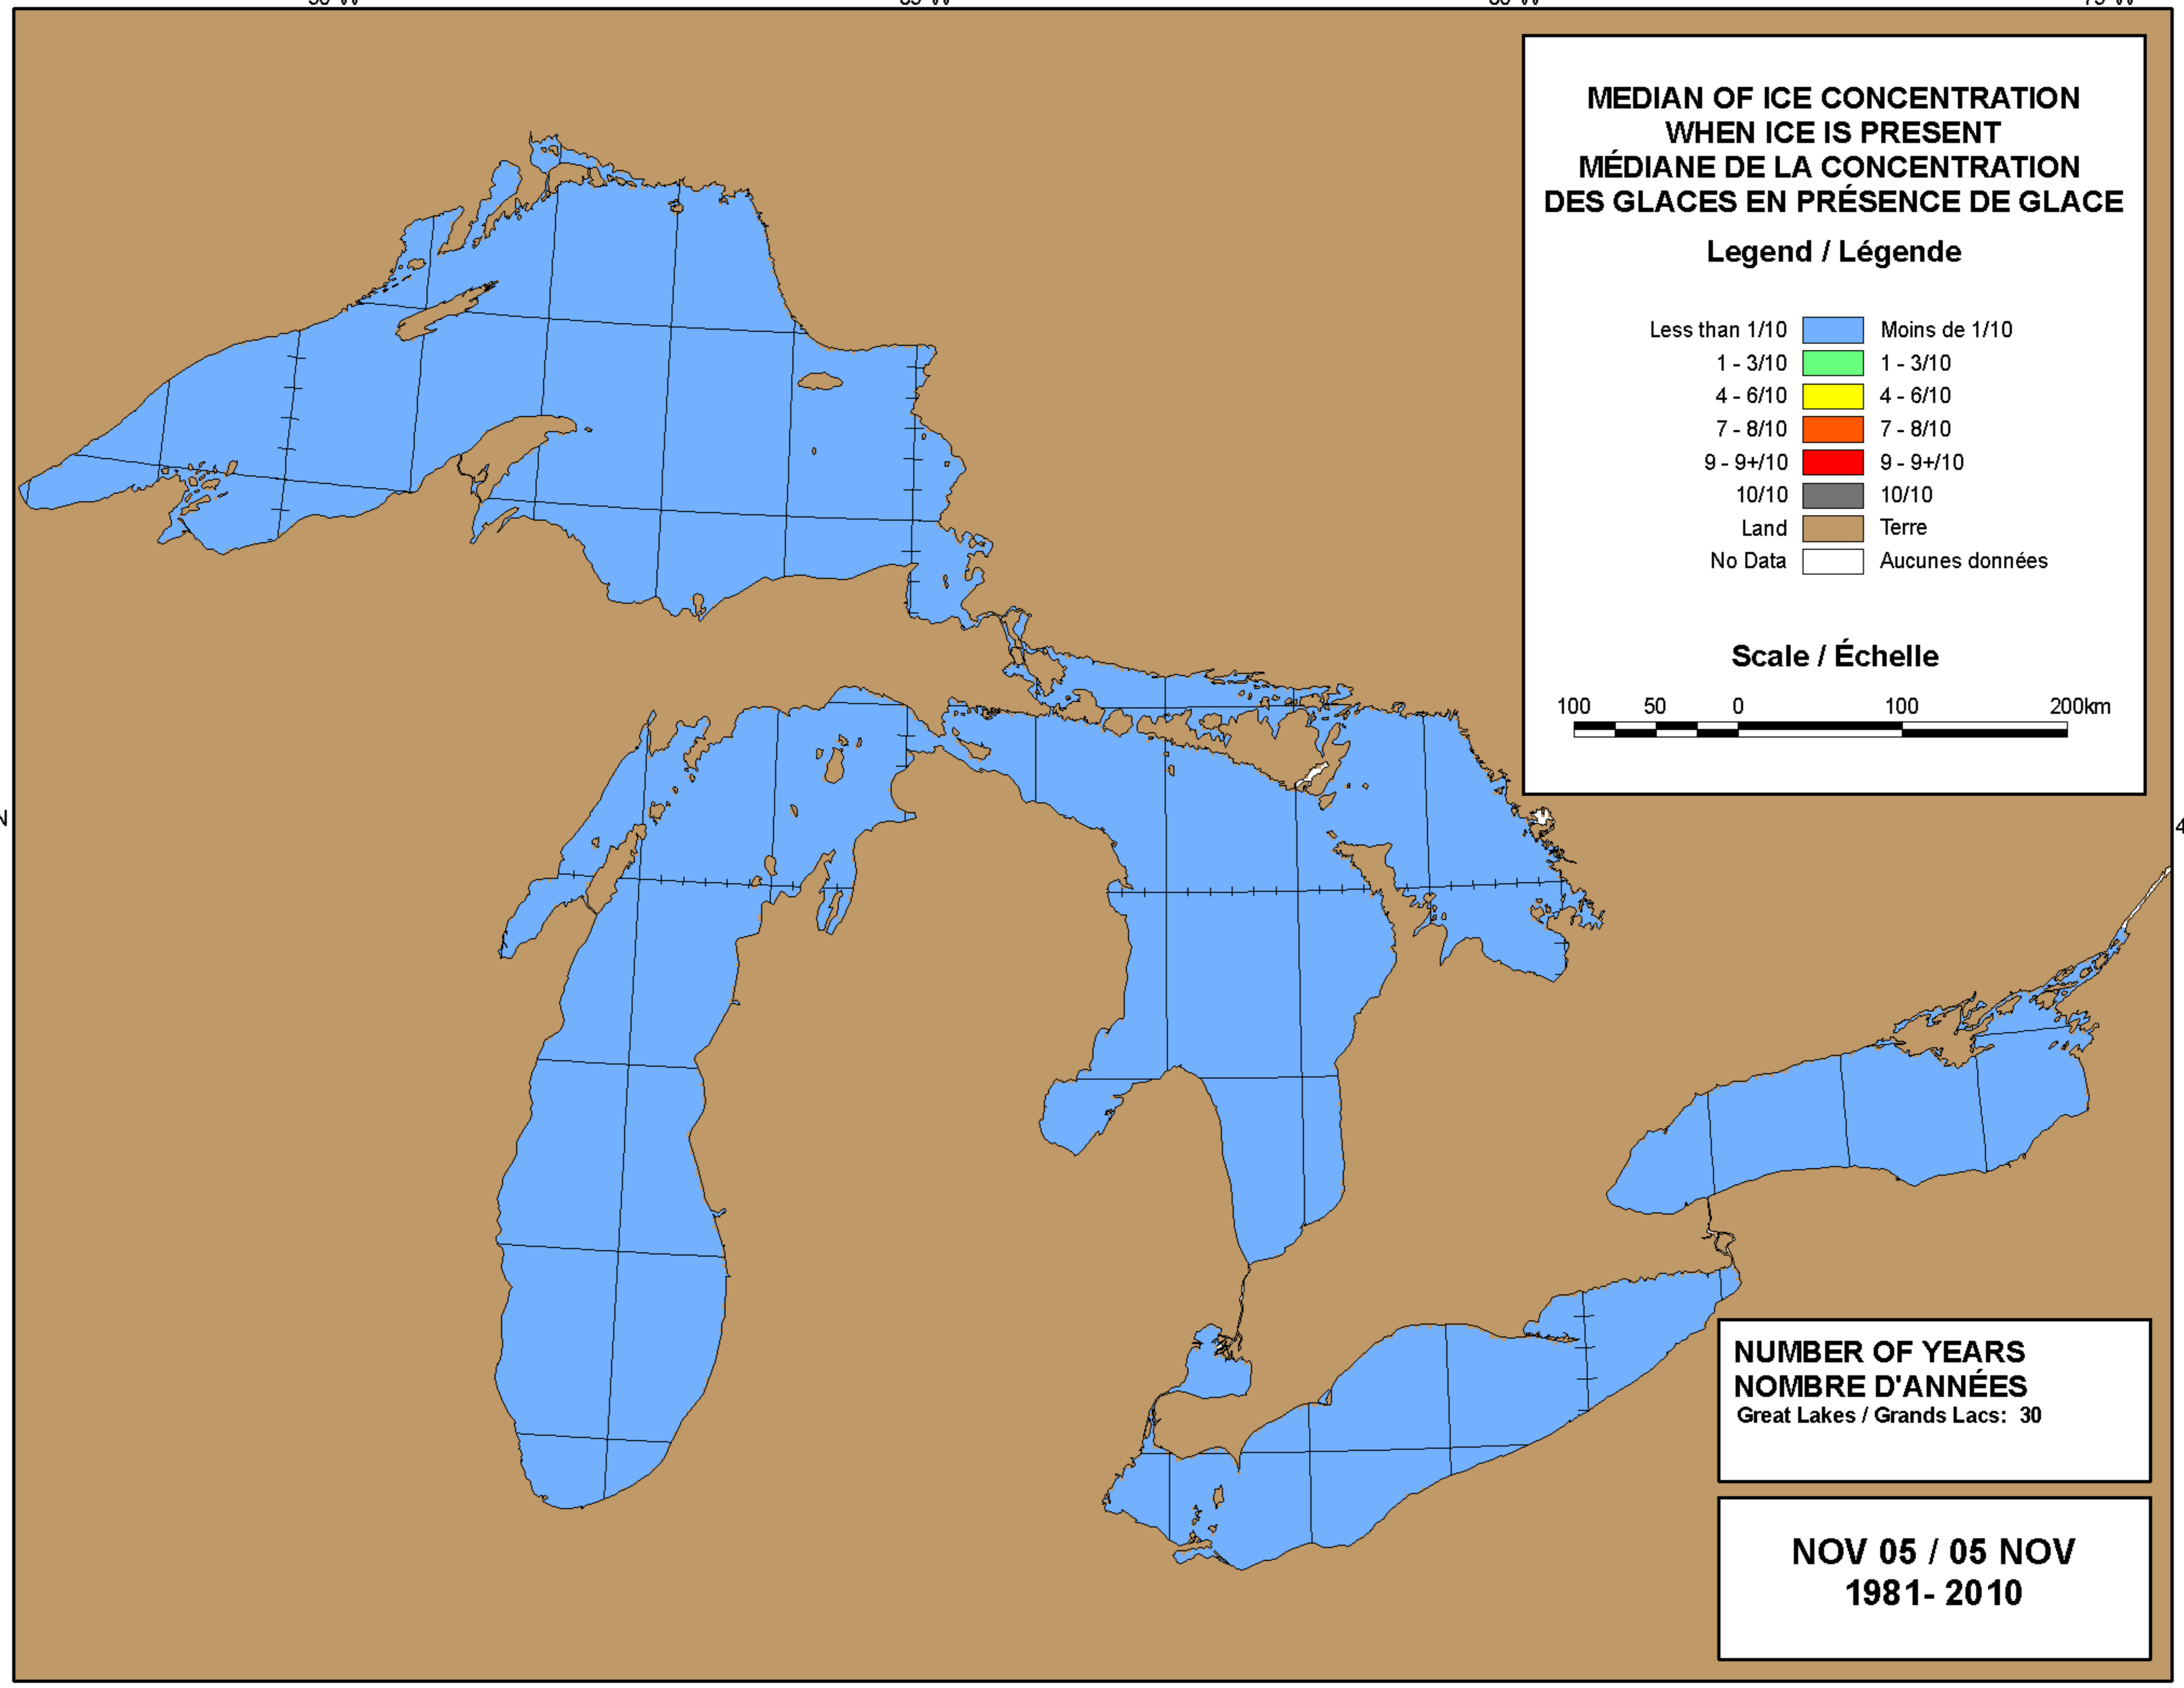 MEDIAN OF ICE CONCENTRATION
WHEN ICE IS PRESENT
MÉDIANE DE LA CONCENTRATION
DES GLACES EN PRÉSENCE DE GLACE
Legend / Légende
Less than 1/10 Moins de 1/10
1 - 3/10 1 - 3/10
4 - 6/10 4 - 6/10
7 - 8/10 7 - 8/10
9 - 9+/10 9 - 9+/10
10/10 10/10
Land Terre
No Data Aucunes données
Scale / Échelle
100 50 0 100 200km
N
4
NUMBER OF YEARS
NOMBRE D'ANNÉES
Great Lakes / Grands Lacs: 30
NOV 05 / 05 NOV
1981- 2010